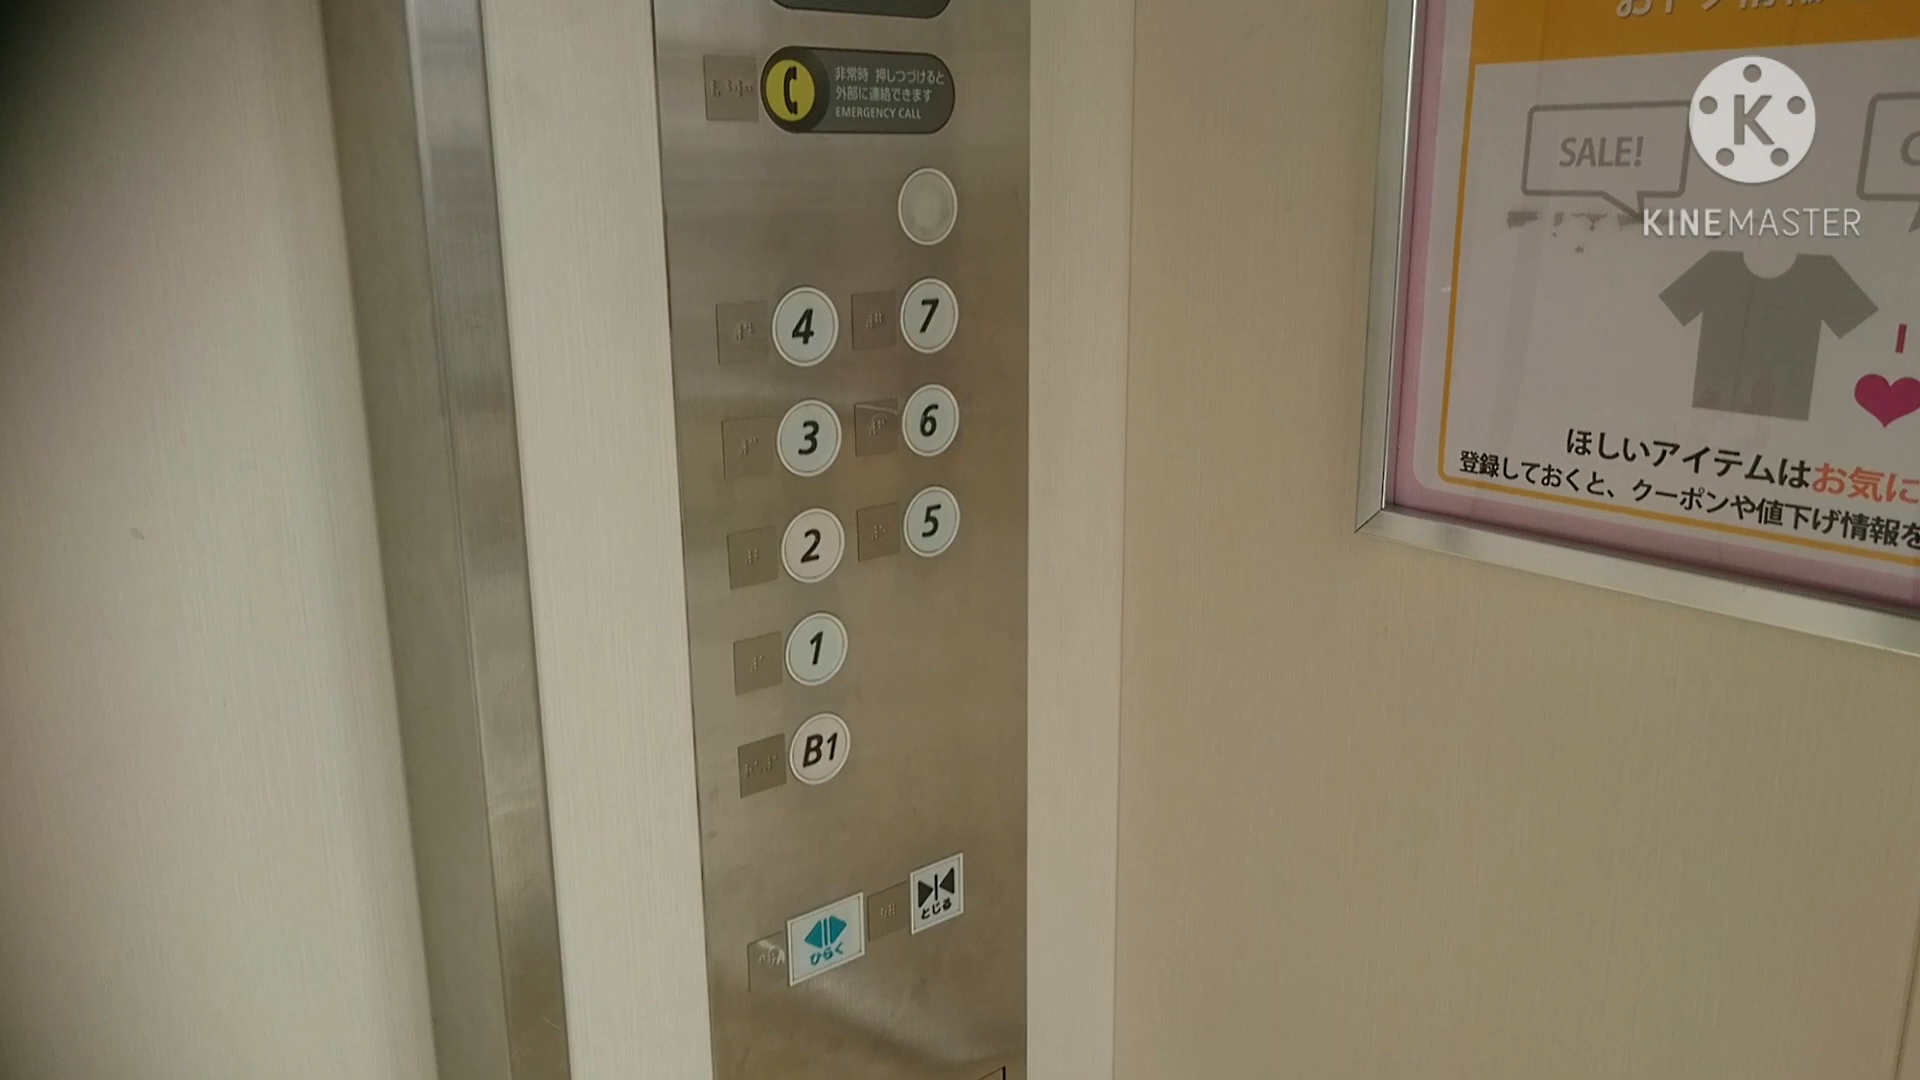 非常時 押しつづけると
外部に連絡できます
EMERGENCY CALL
4 7
3 6
2 5
1
B1
ひらく とじる
SALE!
K
KINEMASTER
I
ほしいアイテムはお気に
登録しておくと、クーポンや値下げ情報を